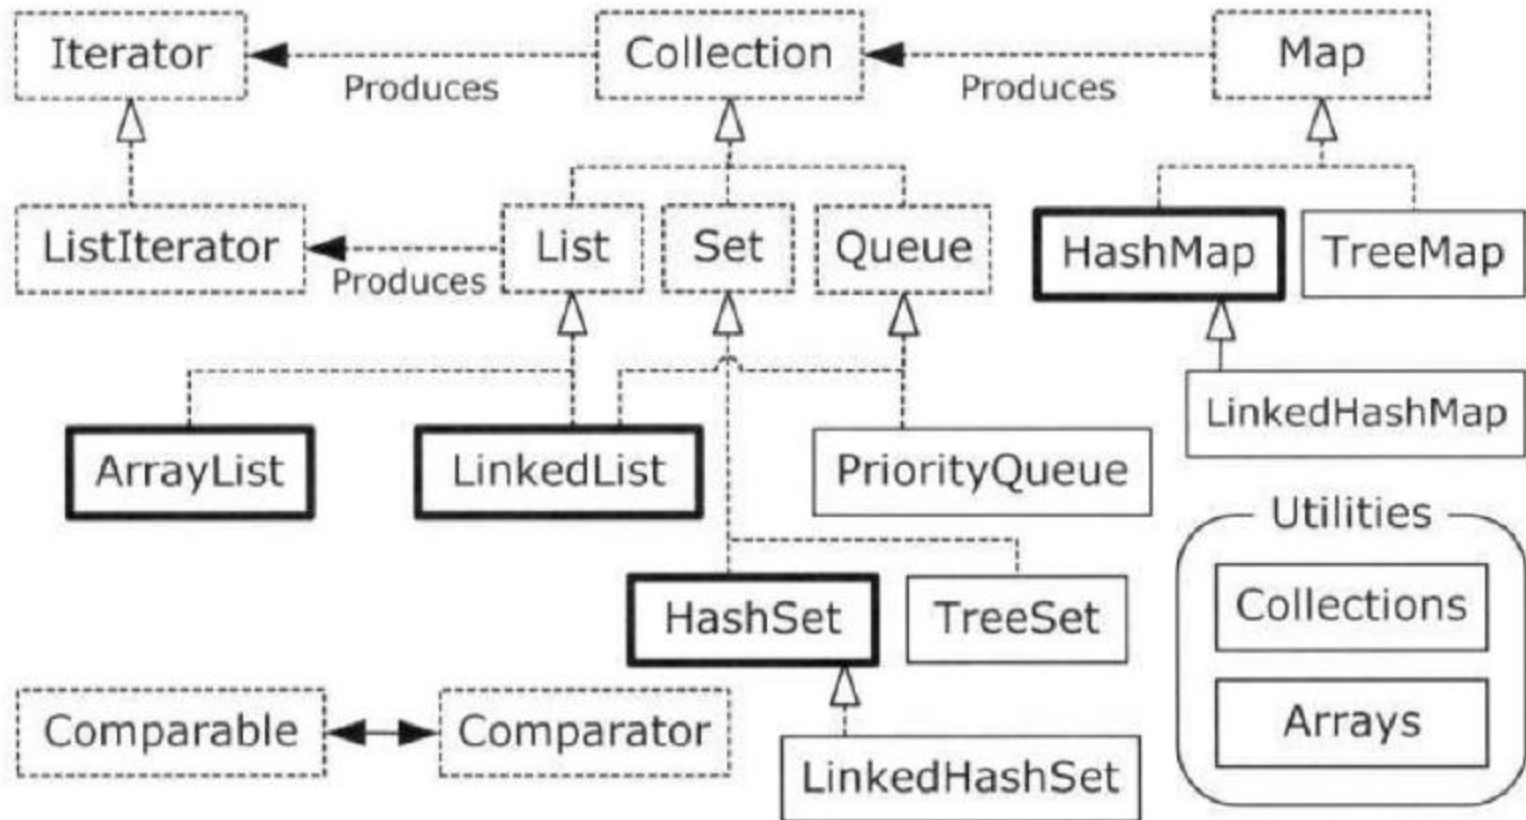 Iterator
Produces
Collection
Produces
Map
ListIterator
Produces
List
Set
Queue
HashMap
TreeMap
LinkedHashMap
ArrayList
LinkedList
PriorityQueue
Utilities
Collections
Arrays
HashSet
TreeSet
Comparable
Comparator
LinkedHashSet